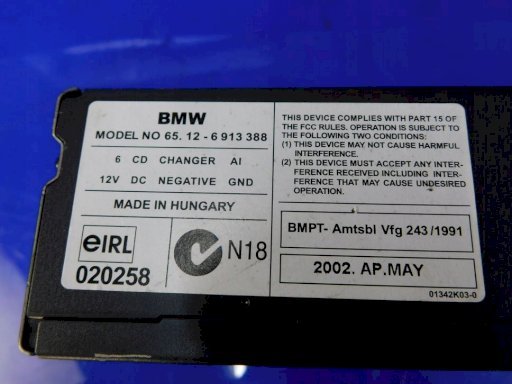 BMW
MODEL NO 65. 12 - 6 913 388
6 CD CHANGER AI
12V DC NEGATIVE GND
MADE IN HUNGARY
eIRL
020258
N18
THIS DEVICE COMPLIES WITH PART 15 OF
THE FCC RULES. OPERATION IS SUBJECT TO
THE FOLLOWING TWO CONDITIONS:
(1) THIS DEVICE MAY NOT CAUSE HARMFUL
INTERFERENCE.
(2) THIS DEVICE MUST ACCEPT ANY INTER-
FERENCE RECEIVED INCLUDING INTER-
FERENCE THAT MAY CAUSE UNDESIRED
OPERATION.
BMPT- Amtsbl Vfg 243 /1991
2002. AP.MAY
01342K03-0